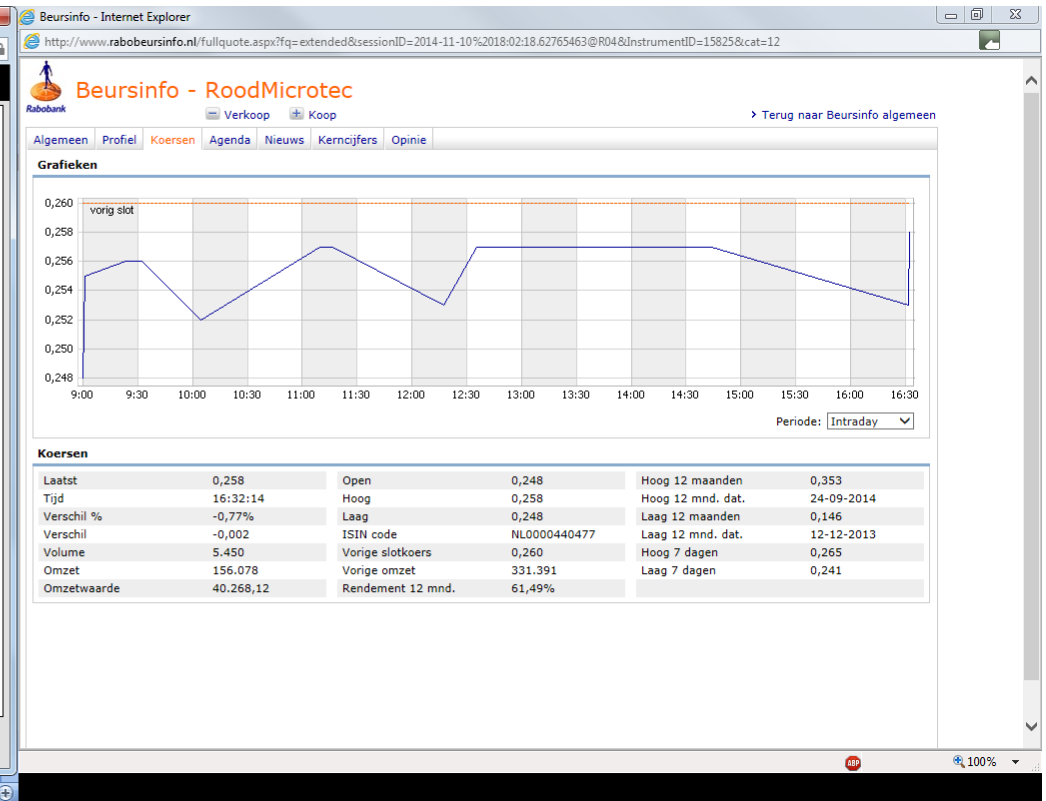 Beursinfo - Internet Explorer
http://www.rabobeursinfo.nl/fullquote.aspx?fq=extended&sessionID=2014-11-10%2018:02:18.62765463@R04&InstrumentID=15825&cat=12
Rabobank
Beursinfo - RoodMicrotec
Verkoop Koop
Terug naar Beursinfo algemeen
Algemeen Profiel Koersen Agenda Nieuws Kerncijfers Opinie
Grafieken
0,260
vorig slot
0,258
0,256
0,254
0,252
0,250
0,248
9:00 9:30 10:00 10:30 11:00 11:30 12:00 12:30 13:00 13:30 14:00 14:30 15:00 15:30 16:00 16:30
Periode: Intraday
Koersen
Laatst 0,258 Open 0,248 Hoog 12 maanden 0,353
Tijd 16:32:14 Hoog 0,258 Hoog 12 mnd. dat. 24-09-2014
Verschil % -0,77% Laag 0,248 Laag 12 maanden 0,146
Verschil -0,002 ISIN code NL0000440477 Laag 12 mnd. dat. 12-12-2013
Volume 5.450 Vorige slotkoers 0,260 Hoog 7 dagen 0,265
Omzet 156.078 Vorige omzet 331.391 Laag 7 dagen 0,241
Omzetwaarde 40.268,12 Rendement 12 mnd. 61,49%
ABP
100%